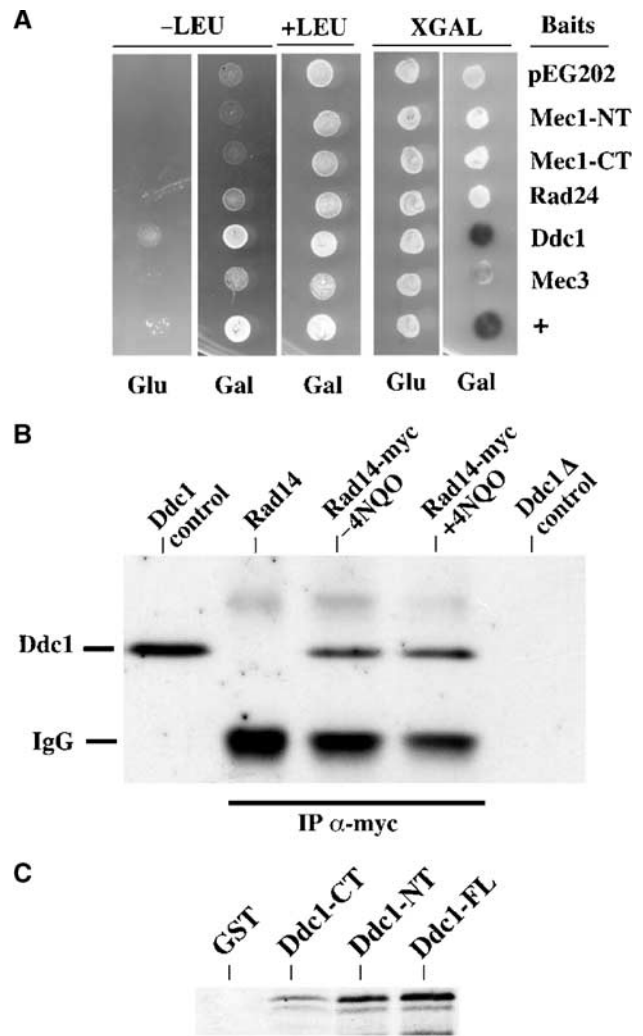 A
–LEU +LEU XGAL Baits
pEG202
Mec1-NT
Mec1-CT
Rad24
Ddc1
Mec3
+
Glu Gal Gal Glu Gal
B
Ddc1 control
Rad14
Rad14-myc –4NQO
Rad14-myc +4NQO
Ddc1Δ control
Ddc1
IgG
IP α-myc
C
GST
Ddc1-CT
Ddc1-NT
Ddc1-FL